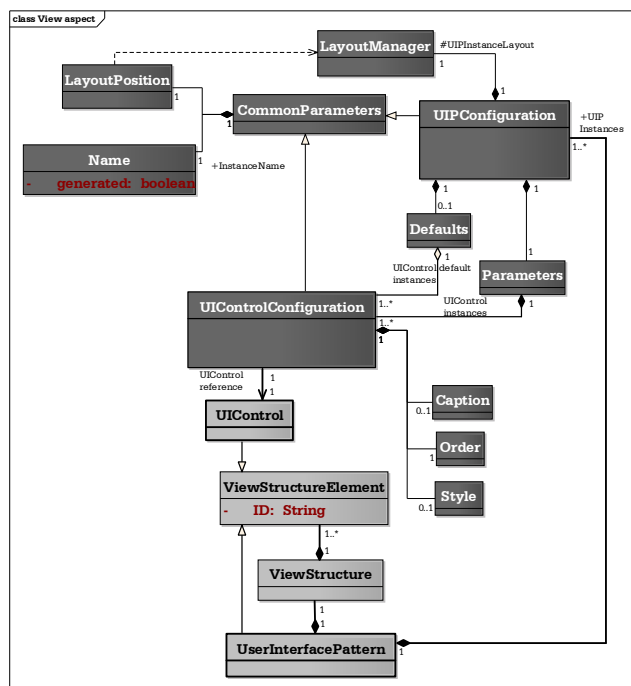 class View aspect
LayoutManager
#UIPInstanceLayout
1
1
LayoutPosition
1
CommonParameters
1
UIPConfiguration
+UIP
Instances
1..*
Name
1
+InstanceName
- generated: boolean
1
1
0..1
Defaults
1
UIControl default
instances
1
Parameters
1
1..*
UIControl
instances
UIControlConfiguration
1..*
1
1
UIControl
reference
1
UIControl
Caption
0..1
Order
1
Style
0..1
ViewStructureElement
- ID: String
1..*
1
ViewStructure
1
1
UserInterfacePattern
1